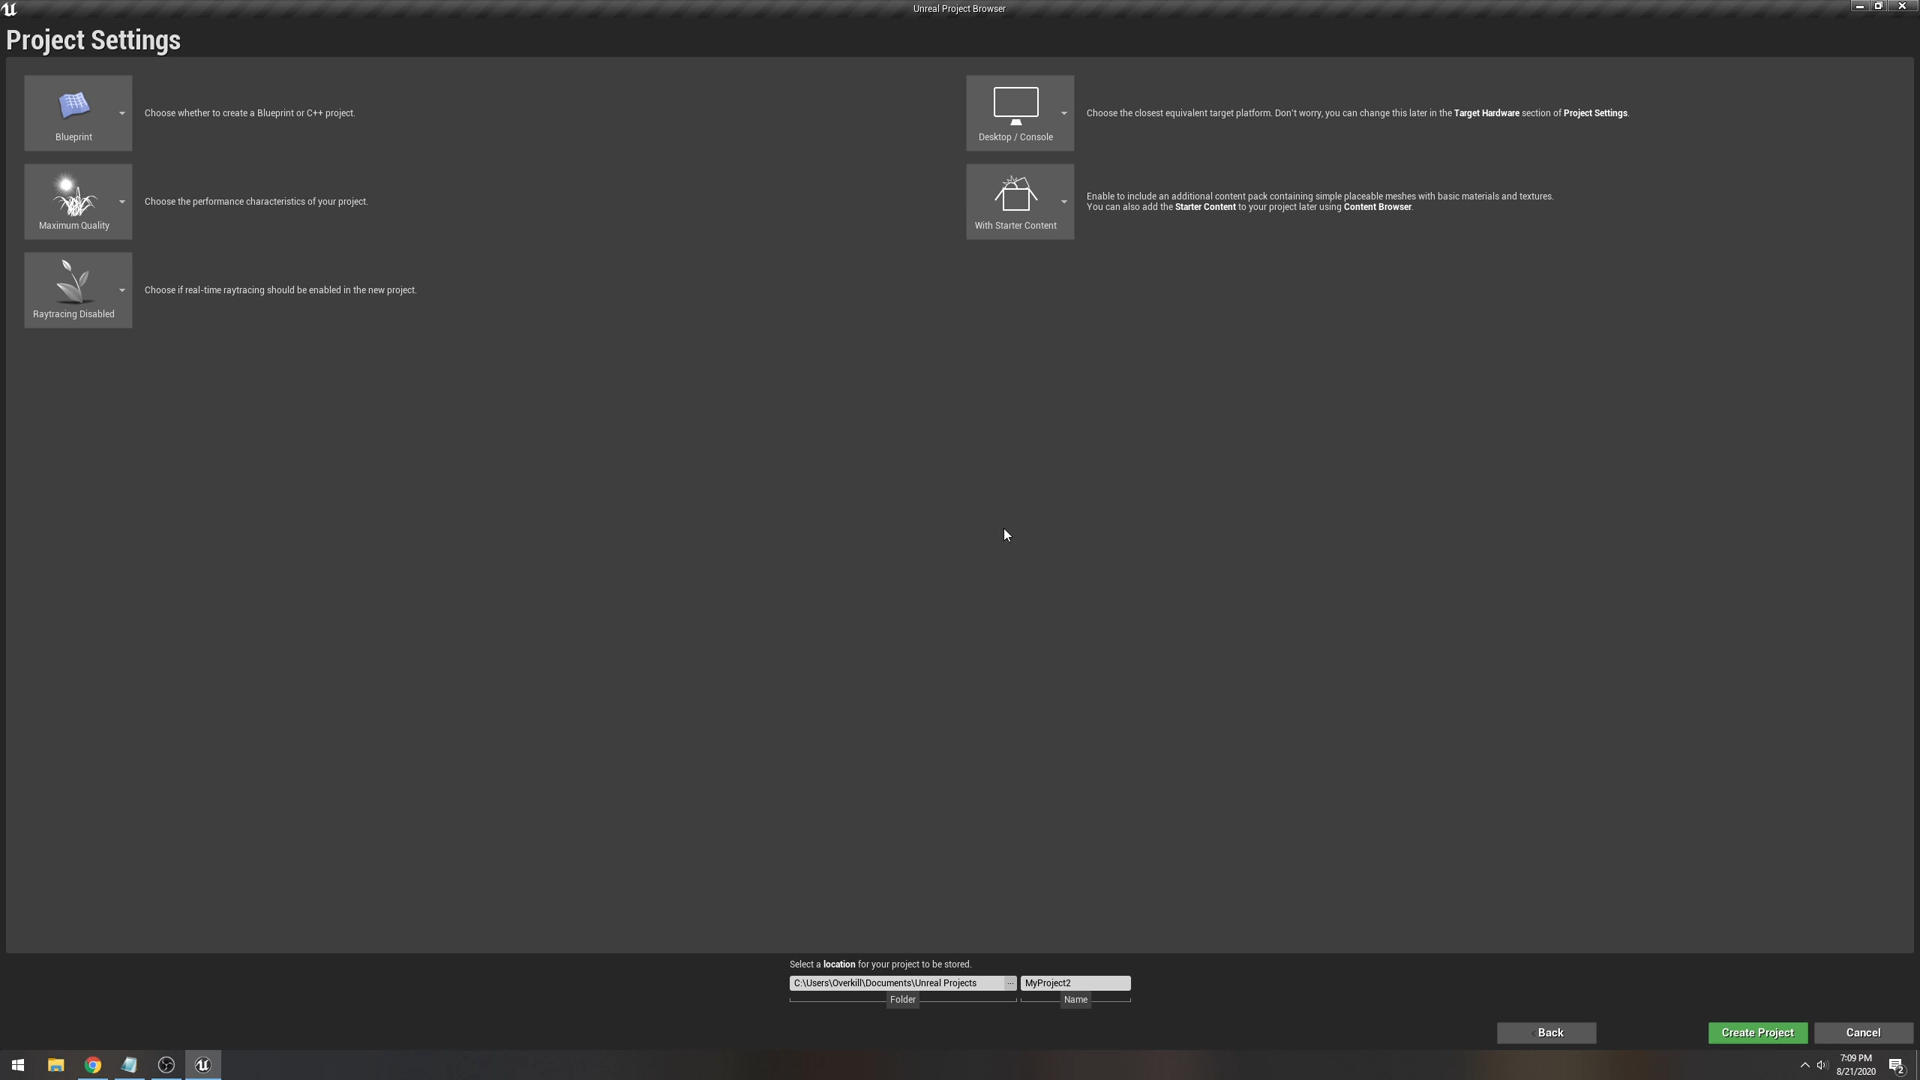 Unreal Project Browser
Project Settings
Blueprint
Choose whether to create a Blueprint or C++ project.
Maximum Quality
Choose the performance characteristics of your project.
Raytracing Disabled
Choose if real-time raytracing should be enabled in the new project.
Desktop / Console
Choose the closest equivalent target platform. Don't worry, you can change this later in the Target Hardware section of Project Settings.
With Starter Content
Enable to include an additional content pack containing simple placeable meshes with basic materials and textures.
You can also add the Starter Content to your project later using Content Browser.
Select a location for your project to be stored.
C:\Users\Overkill\Documents\Unreal Projects
...
MyProject2
Folder
Name
Back
Create Project
Cancel
7:09 PM
8/21/2020
2